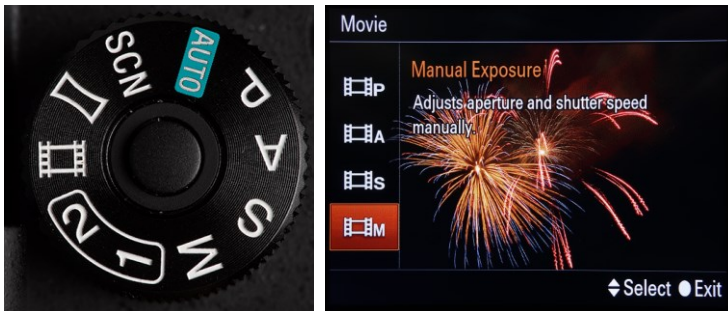 AUTO
SCN
P
A
S
M
1
2
Movie
Manual Exposure
Adjusts aperture and shutter speed
manually.
P
A
S
M
Select Exit